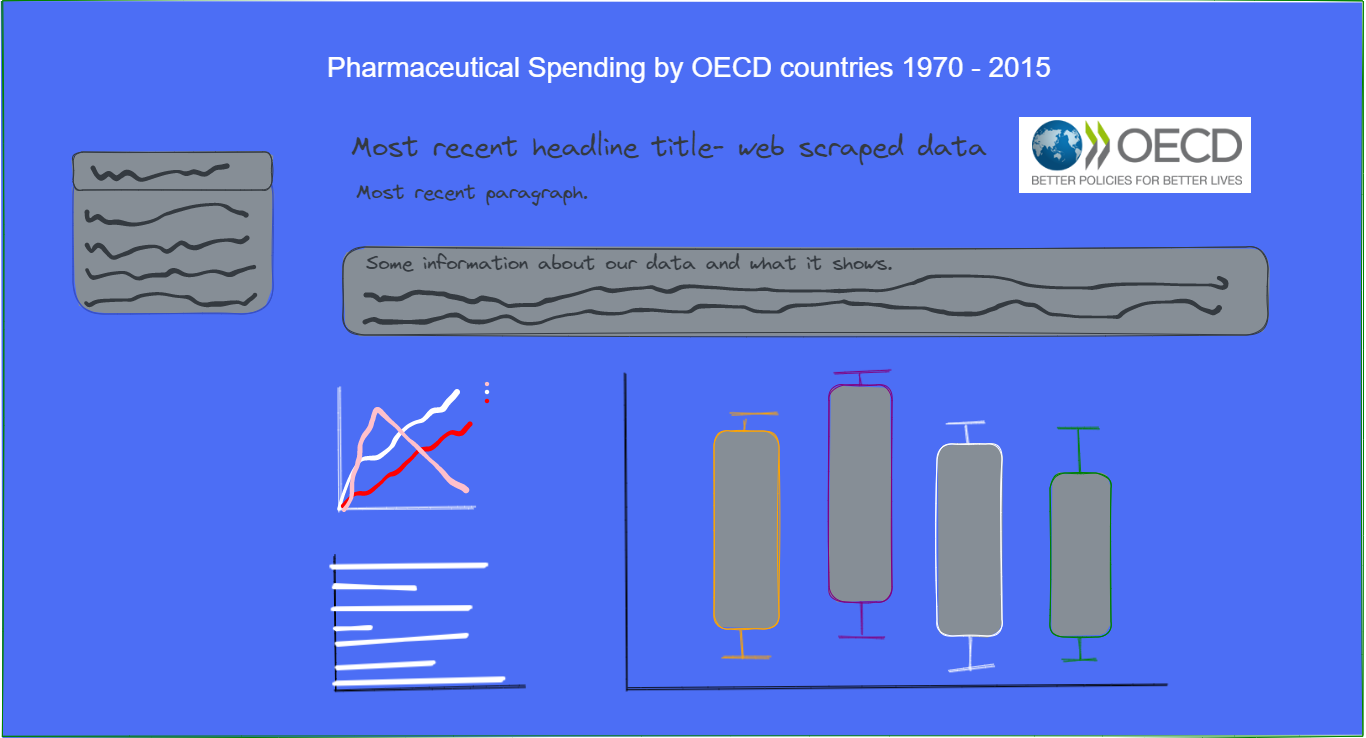 Pharmaceutical Spending by OECD countries 1970 - 2015
Most recent headline title- web scraped data
OECD
BETTER POLICIES FOR BETTER LIVES
Most recent paragraph.
Some information about our data and what it shows.